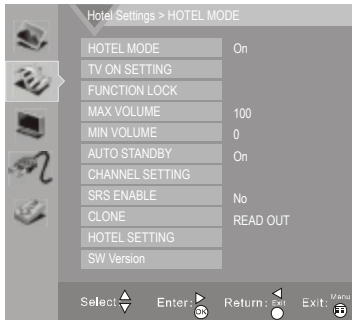 Hotel Settings > HOTEL MODE
HOTEL MODE On
TV ON SETTING
FUNCTION LOCK
MAX VOLUME 100
MIN VOLUME 0
AUTO STANDBY On
CHANNEL SETTING
SRS ENABLE No
CLONE READ OUT
HOTEL SETTING
SW Version
Select Enter: OK Return: Exit Exit: Menu